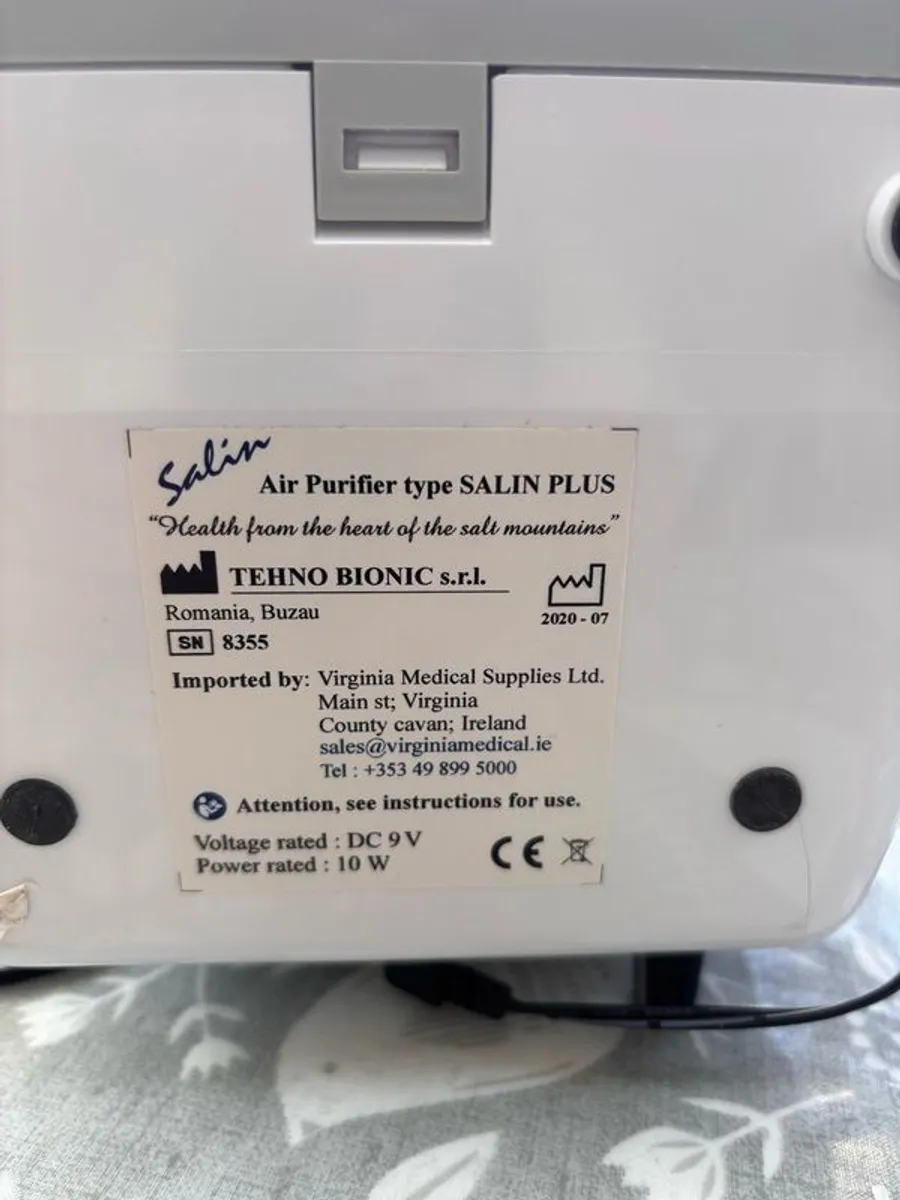 Salin
Air Purifier type SALIN PLUS
“Health from the heart of the salt mountains”
TEHNO BIONIC s.r.l.
2020 - 07
Romania, Buzau
SN 8355
Imported by: Virginia Medical Supplies Ltd.
Main st; Virginia
County cavan; Ireland
sales@virginiamedical.ie
Tel : +353 49 899 5000
Attention, see instructions for use.
Voltage rated : DC 9 V
Power rated : 10 W
CE